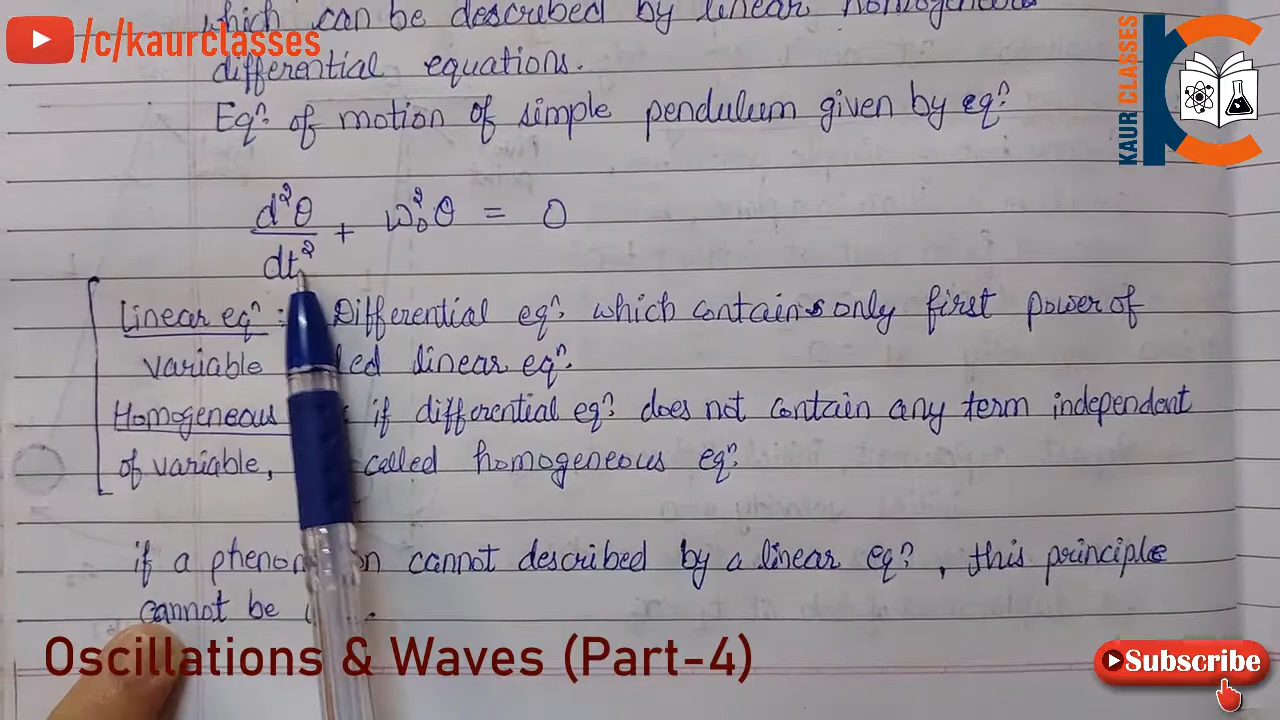 which can be described by linear homogeneous
/c/kaurclasses
differential equations.
Eqⁿ. of motion of simple pendulum given by eqⁿ.
KAUR CLASSES
d²θ/dt² + ω₀²θ = 0
Linear eqⁿ : Differential eqⁿ. which contains only first power of
variable led linear eqⁿ.
Homogeneous if differential eqⁿ. does not contain any term independent
of variable, called homogeneous eqⁿ.
if a phenom n cannot described by a linear eqⁿ. , this principle
cannot be
Oscillations & Waves (Part-4)
Subscribe